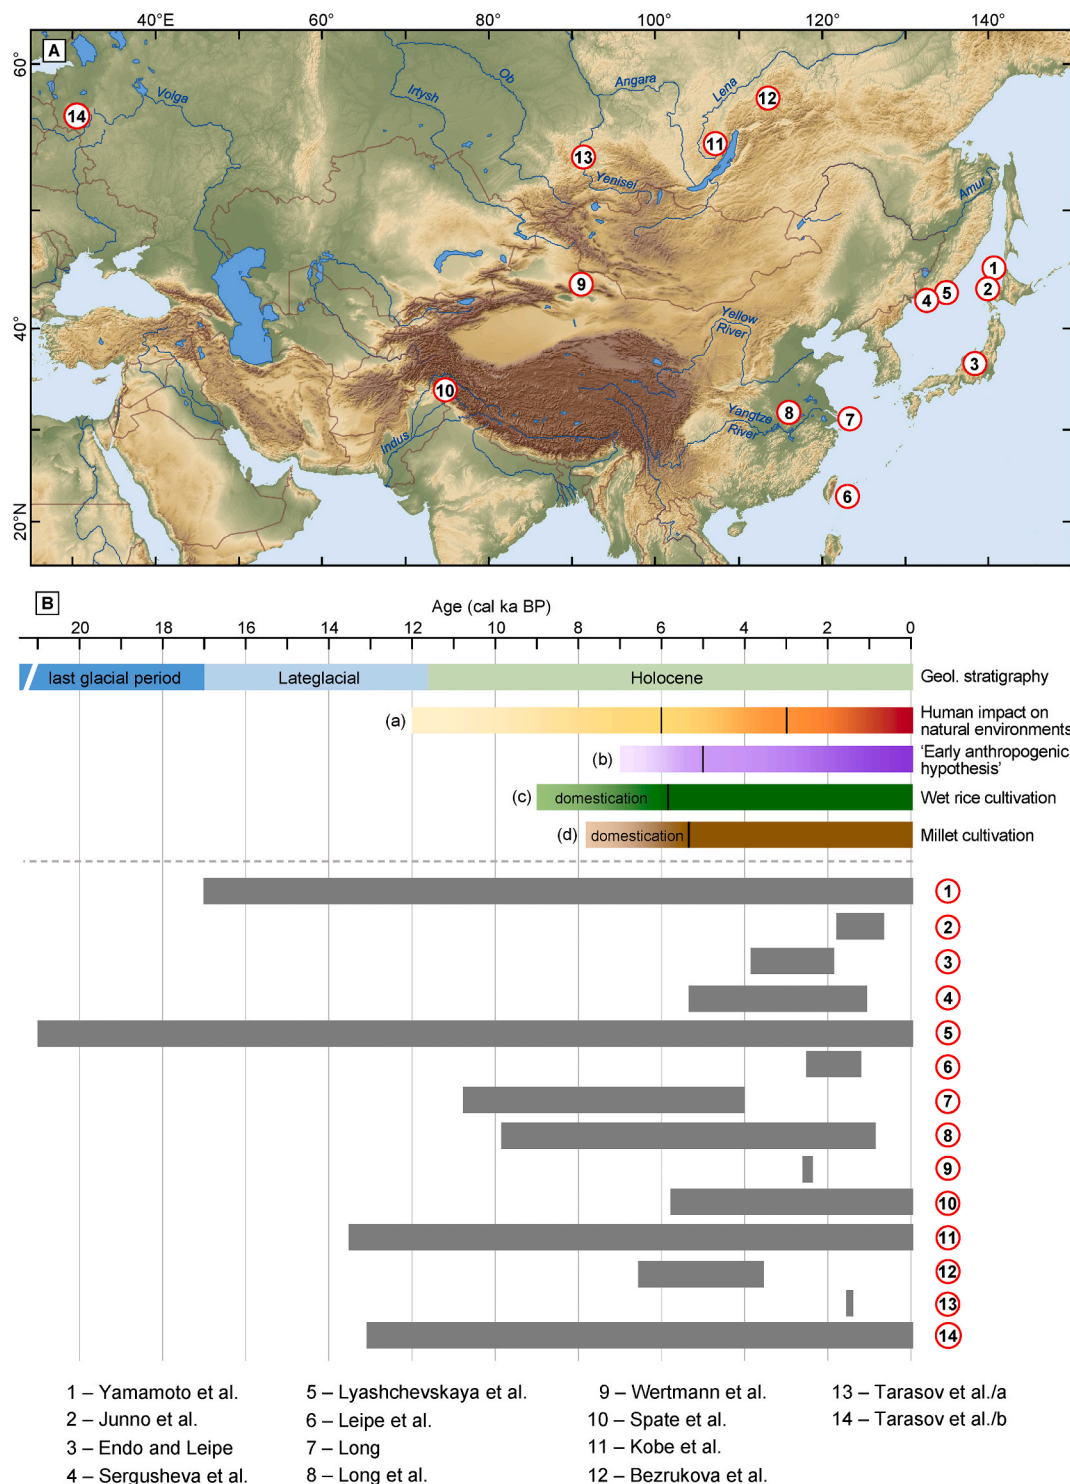 40°E 60° 80° 100° 120° 140°
A
60°
40°
20°N
Volga
Irtysh
Ob
Angara
Lena
Yenisei
Amur
Yellow
River
Yangtze
River
Indus
14
12
11
13
9
10
1
2
5
4
3
8
7
6
B
Age (cal ka BP)
20 18 16 14 12 10 8 6 4 2 0
last glacial period Lateglacial Holocene Geol. stratigraphy
(a) Human impact on
natural environments
(b) ‘Early anthropogenic
hypothesis’
(c) domestication Wet rice cultivation
(d) domestication Millet cultivation
1
2
3
4
5
6
7
8
9
10
11
12
13
14
1 – Yamamoto et al. 5 – Lyashchevskaya et al. 9 – Wertmann et al. 13 – Tarasov et al./a
2 – Junno et al. 6 – Leipe et al. 10 – Spate et al. 14 – Tarasov et al./b
3 – Endo and Leipe 7 – Long 11 – Kobe et al.
4 – Sergusheva et al. 8 – Long et al. 12 – Bezrukova et al.